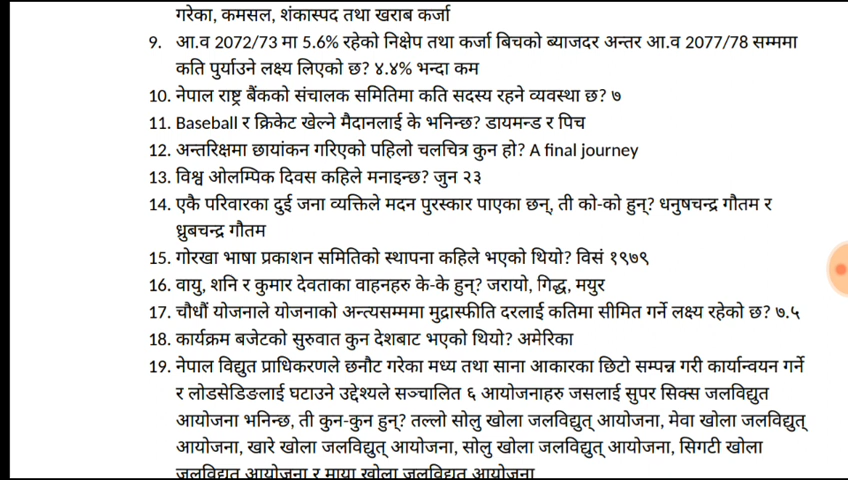 गरेका, कमसल, शंकास्पद तथा खराब कर्जा
9. आ.व 2072/73 मा 5.6% रहेको निक्षेप तथा कर्जा बिचको ब्याजदर अन्तर आ.व 2077/78 सम्ममा
कति पुर्याउने लक्ष्य लिएको छ? ४.४% भन्दा कम
10. नेपाल राष्ट्र बैंकको संचालक समितिमा कति सदस्य रहने व्यवस्था छ? ७
11. Baseball र क्रिकेट खेल्ने मैदानलाई के भनिन्छ? डायमन्ड र पिच
12. अन्तरिक्षमा छायांकन गरिएको पहिलो चलचित्र कुन हो? A final journey
13. विश्व ओलम्पिक दिवस कहिले मनाइन्छ? जुन २३
14. एकै परिवारका दुई जना व्यक्तिले मदन पुरस्कार पाएका छन्, ती को-को हुन्? धनुषचन्द्र गौतम र
ध्रुबचन्द्र गौतम
15. गोरखा भाषा प्रकाशन समितिको स्थापना कहिले भएको थियो? विसं १९७९
16. वायु, शनि र कुमार देवताका वाहनहरु के-के हुन्? जरायो, गिद्ध, मयुर
17. चौधौं योजनाले योजनाको अन्त्यसम्ममा मुद्रास्फीति दरलाई कतिमा सीमित गर्ने लक्ष्य रहेको छ? ७.५
18. कार्यक्रम बजेटको सुरुवात कुन देशबाट भएको थियो? अमेरिका
19. नेपाल विद्युत प्राधिकरणले छनौट गरेका मध्य तथा साना आकारका छिटो सम्पन्न गरी कार्यान्वयन गर्ने
र लोडसेडिङलाई घटाउने उद्देश्यले सञ्चालित ६ आयोजनाहरु जसलाई सुपर सिक्स जलविद्युत
आयोजना भनिन्छ, ती कुन-कुन हुन्? तल्लो सोलु खोला जलविद्युत् आयोजना, मेवा खोला जलविद्युत्
आयोजना, खारे खोला जलविद्युत् आयोजना, सोलु खोला जलविद्युत् आयोजना, सिगटी खोला
जलविद्युत आयोजना र माया खोला जलविद्युत आयोजना